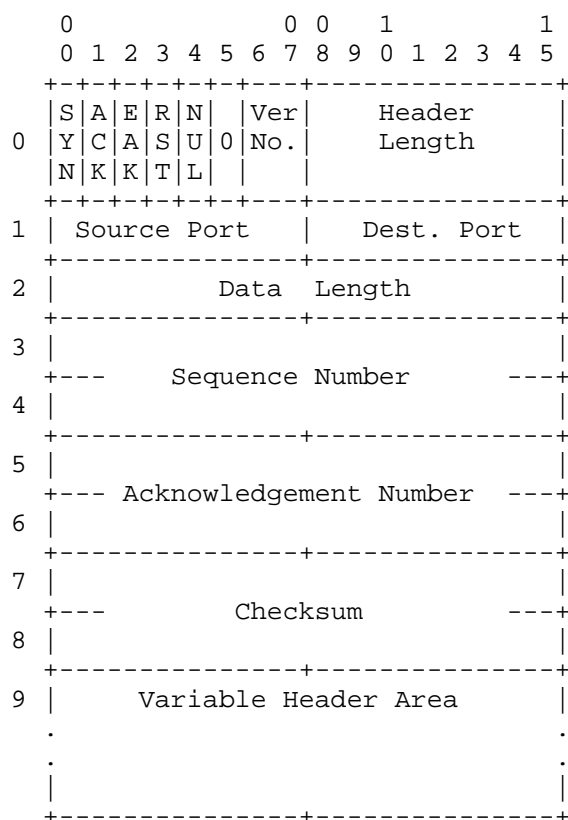 0 0 0 1 1
0 1 2 3 4 5 6 7 8 9 0 1 2 3 4 5
+-+-+-+-+-+-+---+---------------+
|S|A|E|R|N| |Ver| Header |
0 |Y|C|A|S|U|0|No.| Length |
|N|K|K|T|L| | | |
+-+-+-+-+-+-+---+---------------+
1 | Source Port | Dest. Port |
+---------------+---------------+
2 | Data Length |
+---------------+---------------+
3 | |
+--- Sequence Number ---+
4 | |
+---------------+---------------+
5 | |
+--- Acknowledgement Number ---+
6 | |
+---------------+---------------+
7 | |
+--- Checksum ---+
8 | |
+---------------+---------------+
9 | Variable Header Area |
. .
. .
| |
+---------------+---------------+